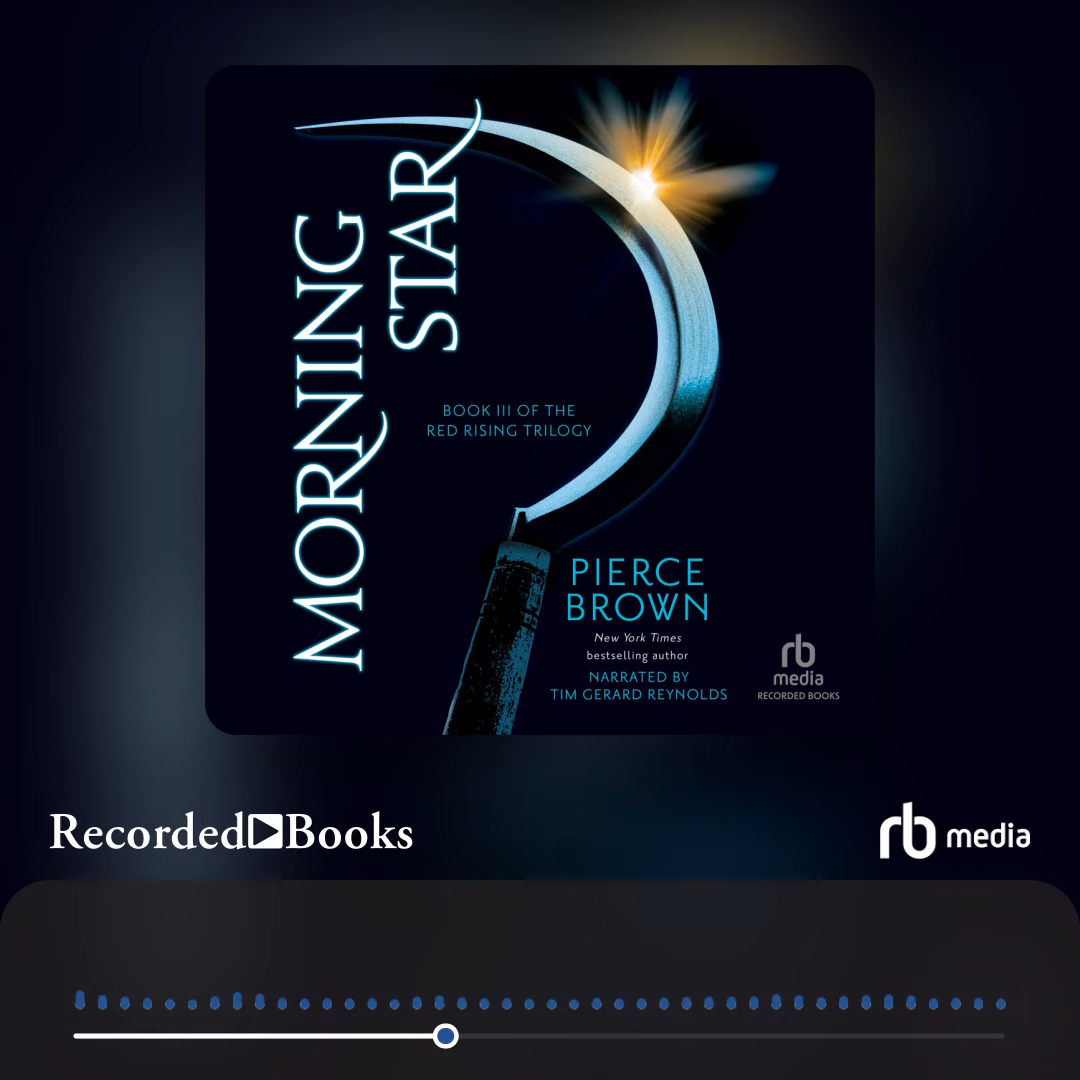 MORNING
STAR
BOOK III OF THE
RED RISING TRILOGY
PIERCE
BROWN
New York Times
bestselling author
NARRATED BY
TIM GERARD REYNOLDS
rb
media
RECORDED BOOKS
Recorded Books
rb media